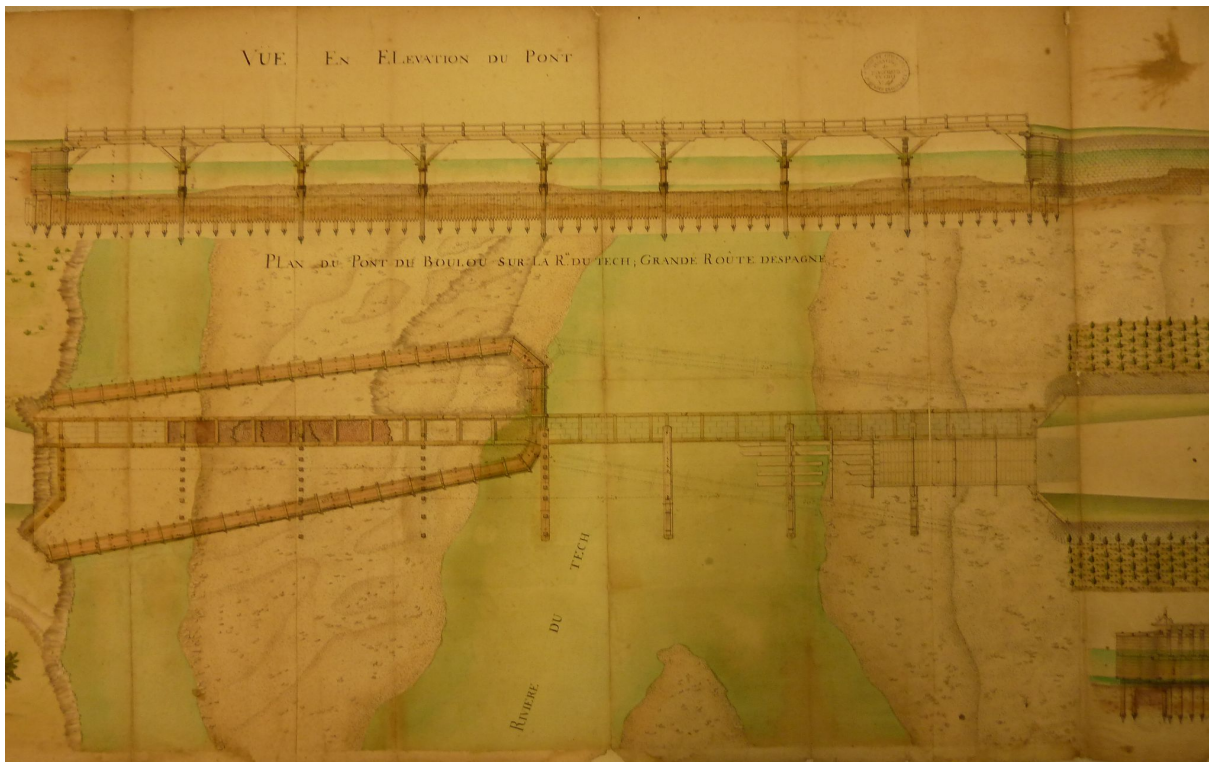 VUE EN ELEVATION DU PONT
PLAN DU PONT DU BOULOU SUR LA R.re DU TECH; GRANDE ROUTE DESPAGNE
RIVIERE DU TECH